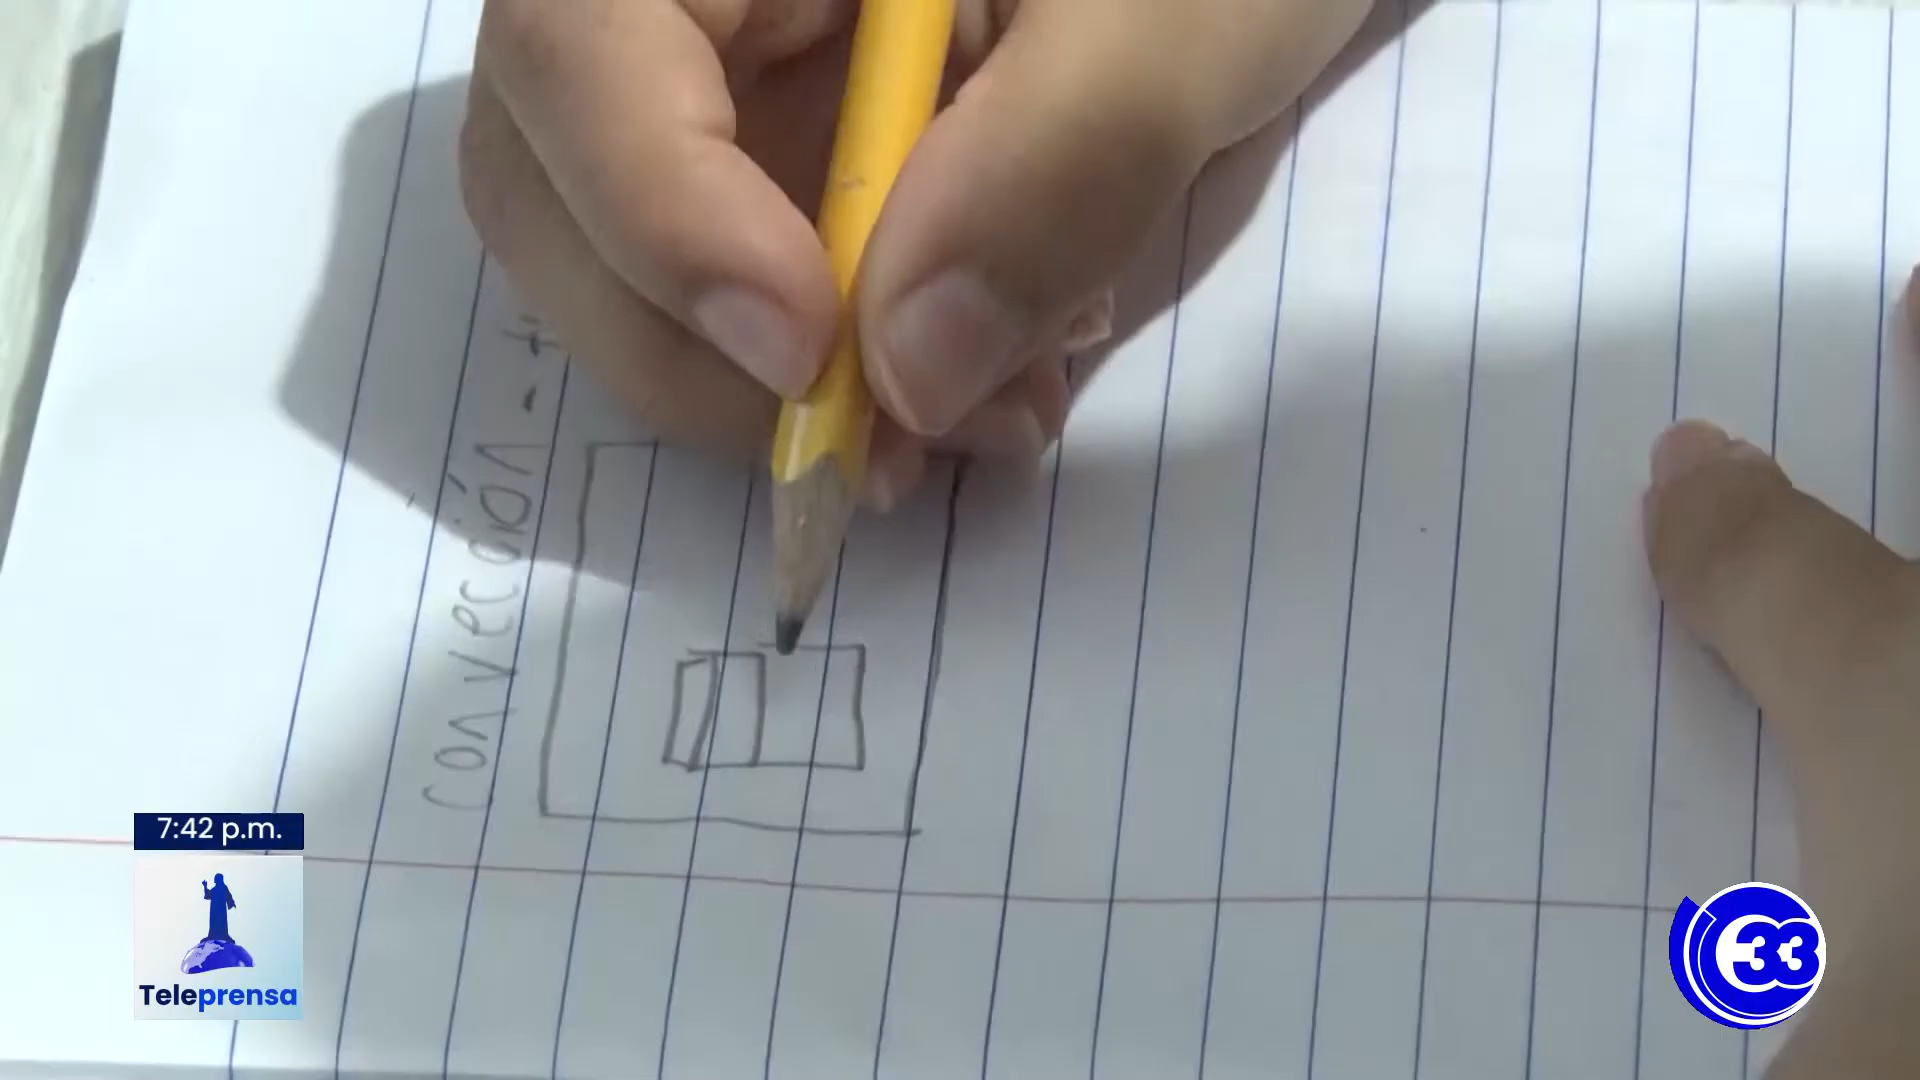 convección -
7:42 p.m.
Teleprensa
33